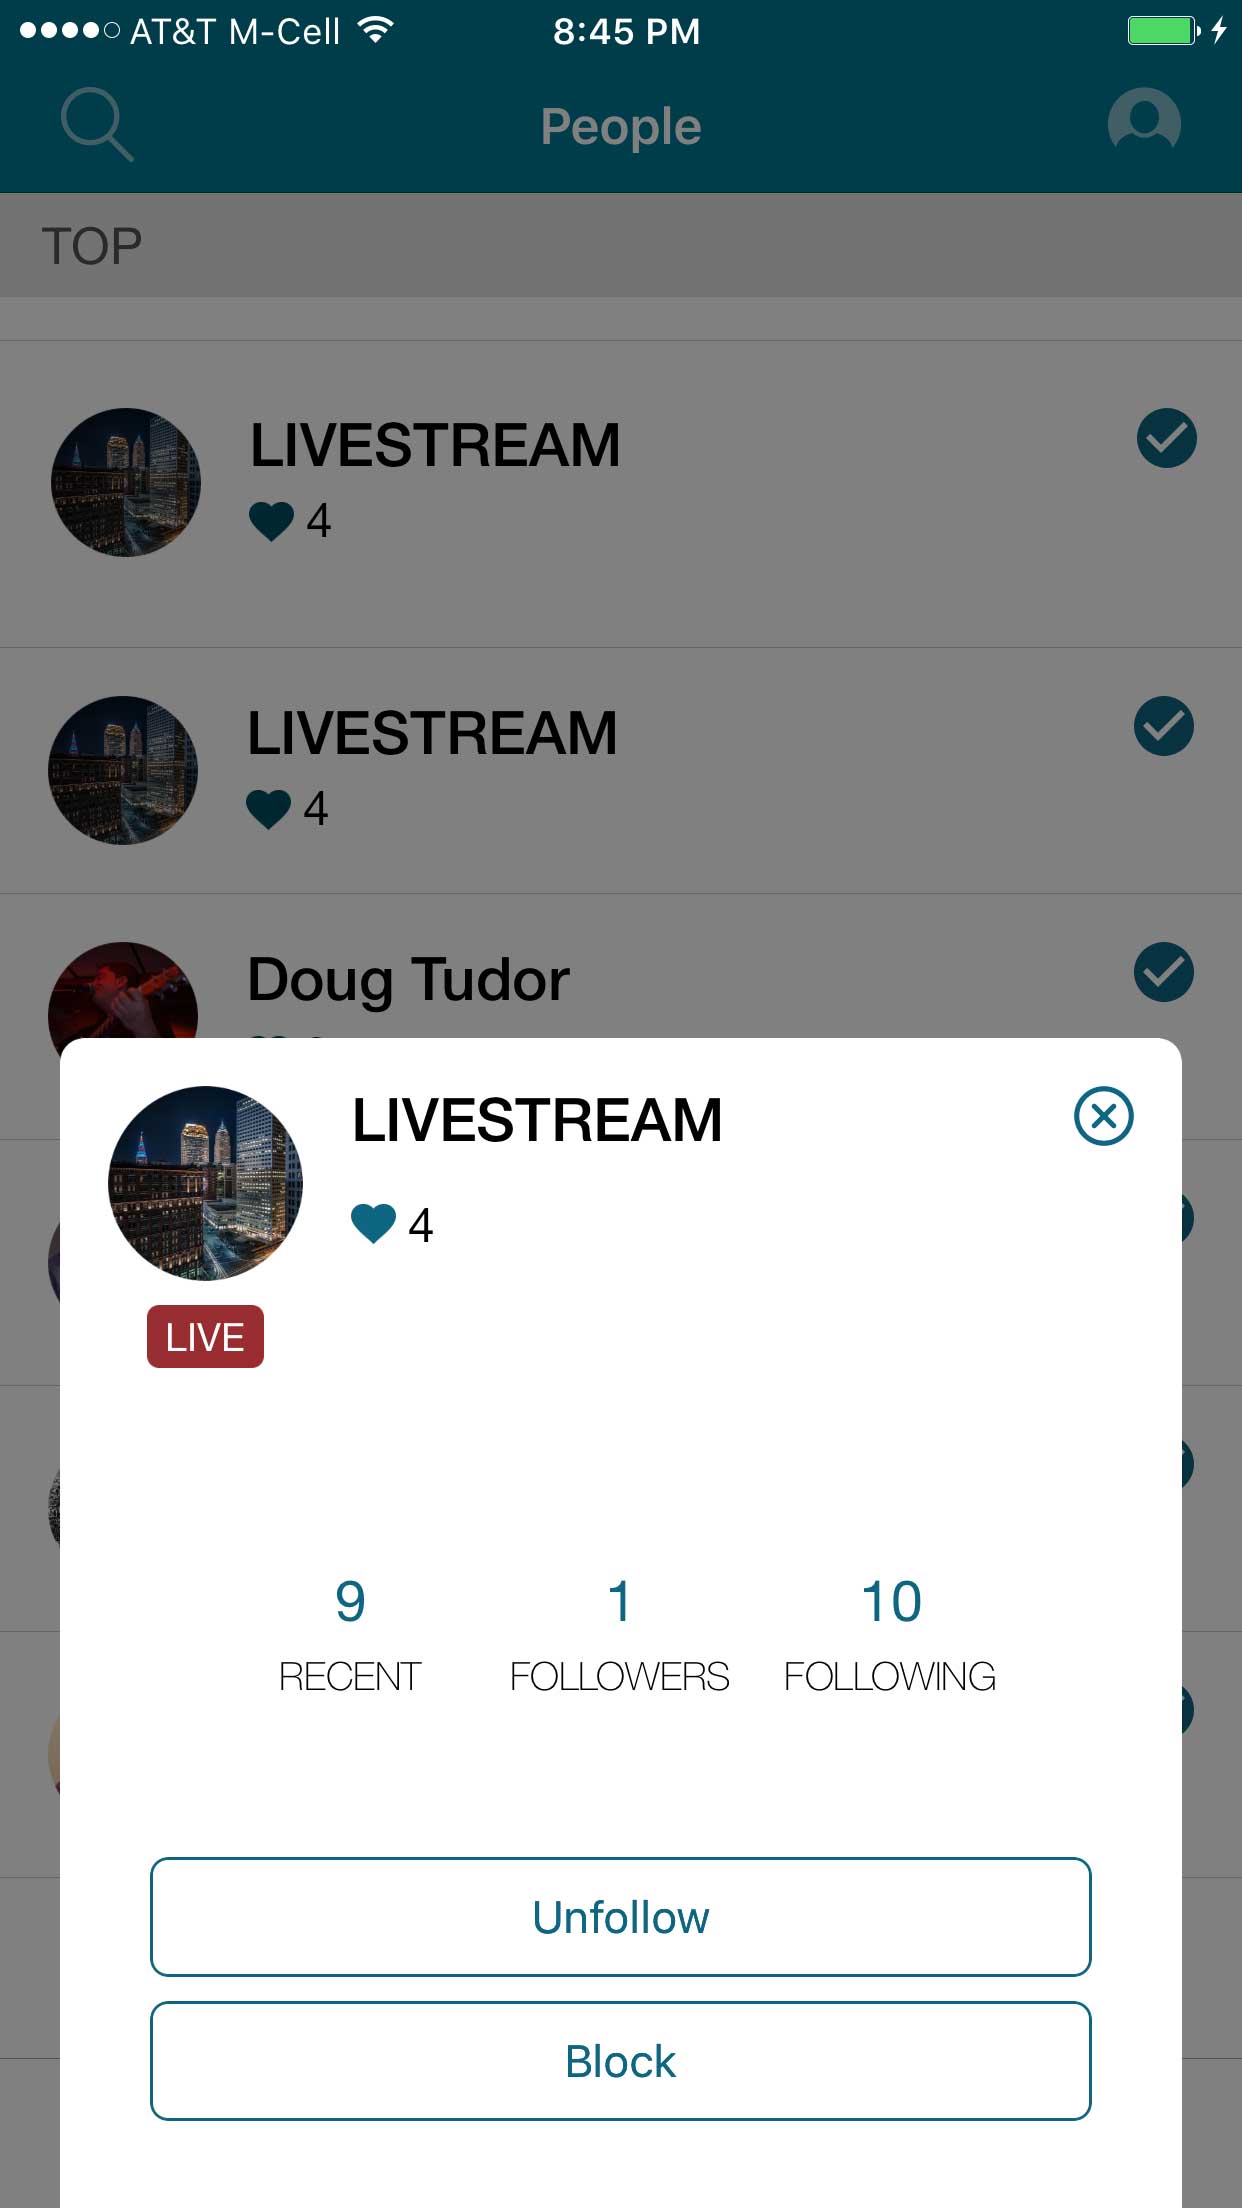 AT&T M-Cell 8:45 PM
People
TOP
LIVESTREAM
4
LIVESTREAM
4
Doug Tudor
LIVESTREAM
4
LIVE
9 1 10
RECENT FOLLOWERS FOLLOWING
Unfollow
Block